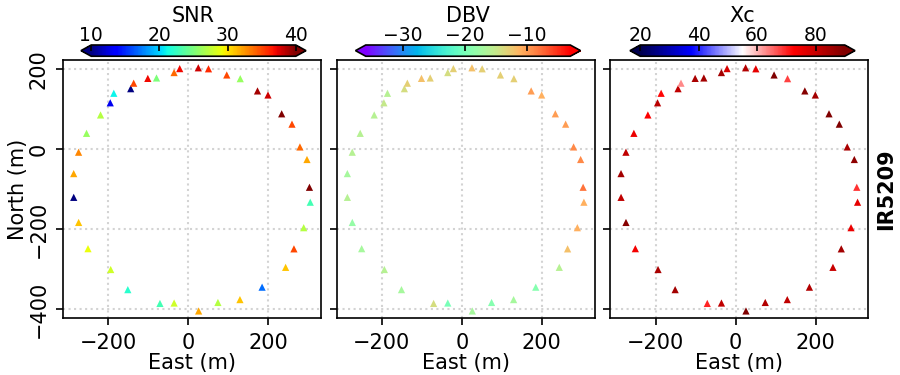 SNR DBV Xc
10 20 30 40 −30 −20 −10 20 40 60 80
200
0
−200
−400
North (m)
−200 0 200 −200 0 200 −200 0 200
East (m) East (m) East (m)
IR5209